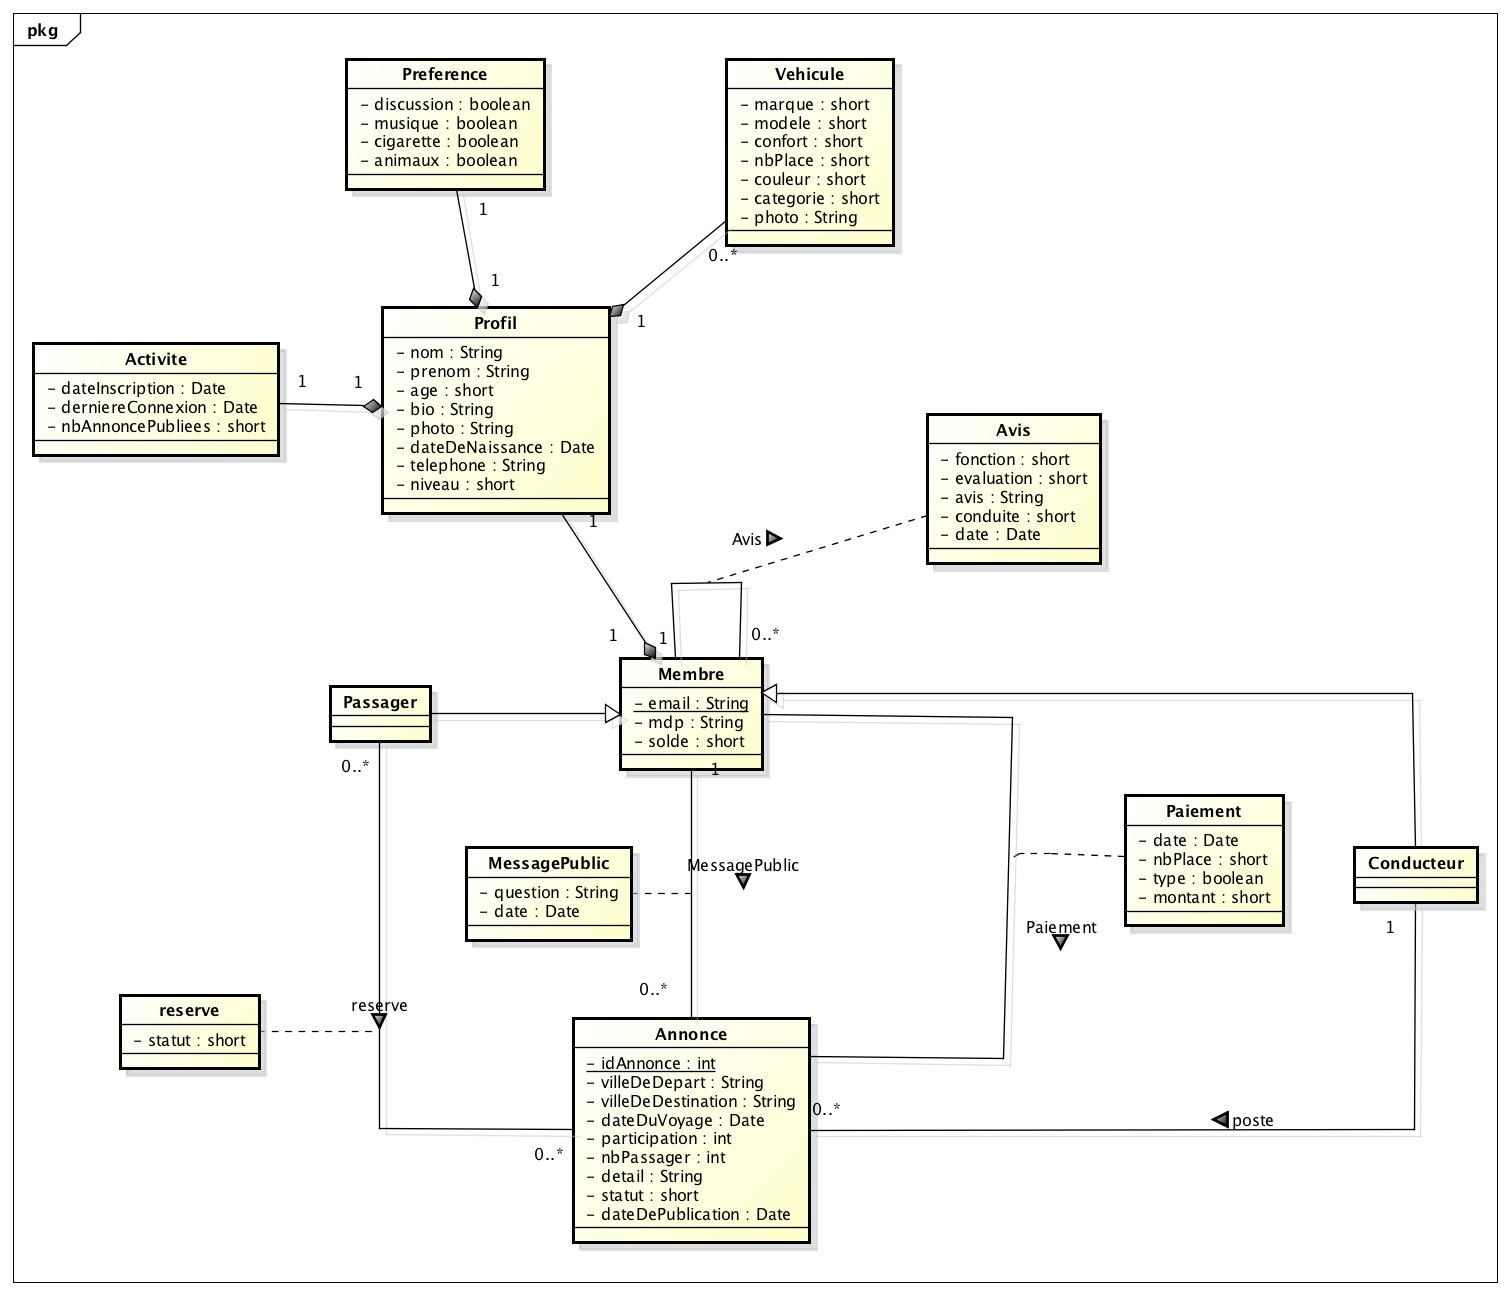 pkg
Preference
- discussion : boolean
- musique : boolean
- cigarette : boolean
- animaux : boolean
Vehicule
- marque : short
- modele : short
- confort : short
- nbPlace : short
- couleur : short
- categorie : short
- photo : String
1
0..*
1
1
Profil
- nom : String
- prenom : String
- age : short
- bio : String
- photo : String
- dateDeNaissance : Date
- telephone : String
- niveau : short
Activite
- dateInscription : Date
- derniereConnexion : Date
- nbAnnoncePubliees : short
1
1
Avis
- fonction : short
- evaluation : short
- avis : String
- conduite : short
- date : Date
1
Avis
1
1
0..*
Membre
- email : String
- mdp : String
- solde : short
Passager
0..*
1
Paiement
- date : Date
- nbPlace : short
- type : boolean
- montant : short
MessagePublic
- question : String
- date : Date
MessagePublic
Conducteur
1
Paiement
0..*
reserve
- statut : short
reserve
Annonce
- idAnnonce : int
- villeDeDepart : String
- villeDeDestination : String
- dateDuVoyage : Date
- participation : int
- nbPassager : int
- detail : String
- statut : short
- dateDePublication : Date
0..*
poste
0..*